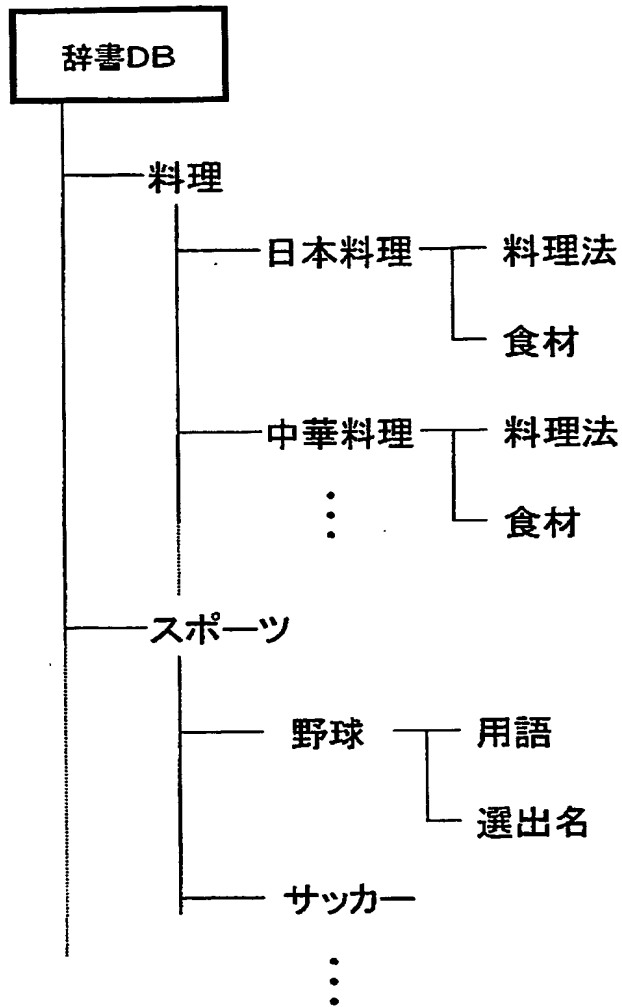 辞書DB
料理
日本料理 料理法
食材
中華料理 料理法
食材
スポーツ
野球 用語
選出名
サッカー